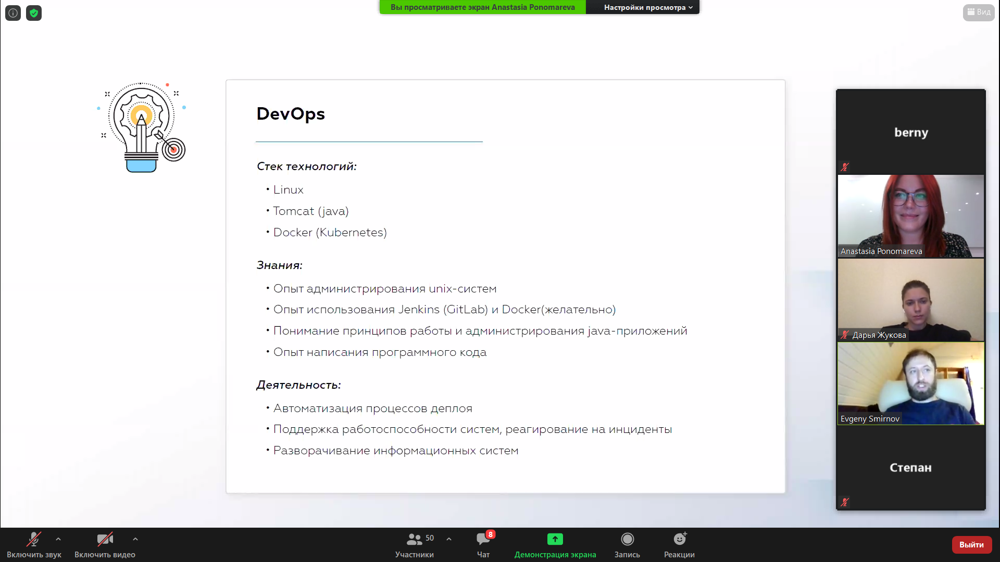 Вы просматриваете экран Anastasia Ponomareva
Настройки просмотра
Вид
DevOps
Стек технологий:
• Linux
• Tomcat (java)
• Docker (Kubernetes)
Знания:
• Опыт администрирования unix-систем
• Опыт использования Jenkins (GitLab) и Docker(желательно)
• Понимание принципов работы и администрирования java-приложений
• Опыт написания программного кода
Деятельность:
• Автоматизация процессов деплоя
• Поддержка работоспособности систем, реагирование на инциденты
• Разворачивание информационных систем
berny
Anastasia Ponomareva
Дарья Жукова
Evgeny Smirnov
Степан
Включить звук
Включить видео
50
Участники
8
Чат
Демонстрация экрана
Запись
Реакции
Выйти